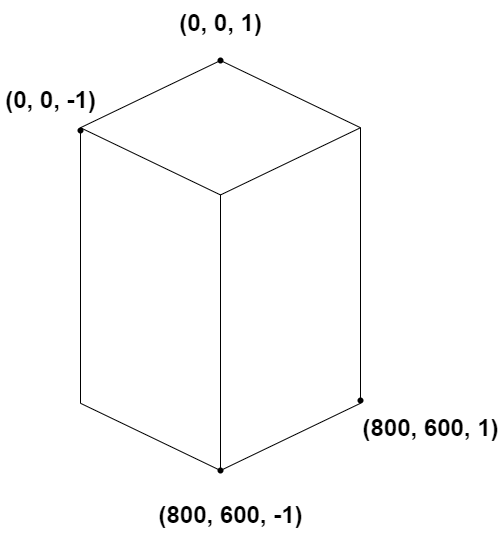 (0, 0, 1)
(0, 0, -1)
(800, 600, 1)
(800, 600, -1)